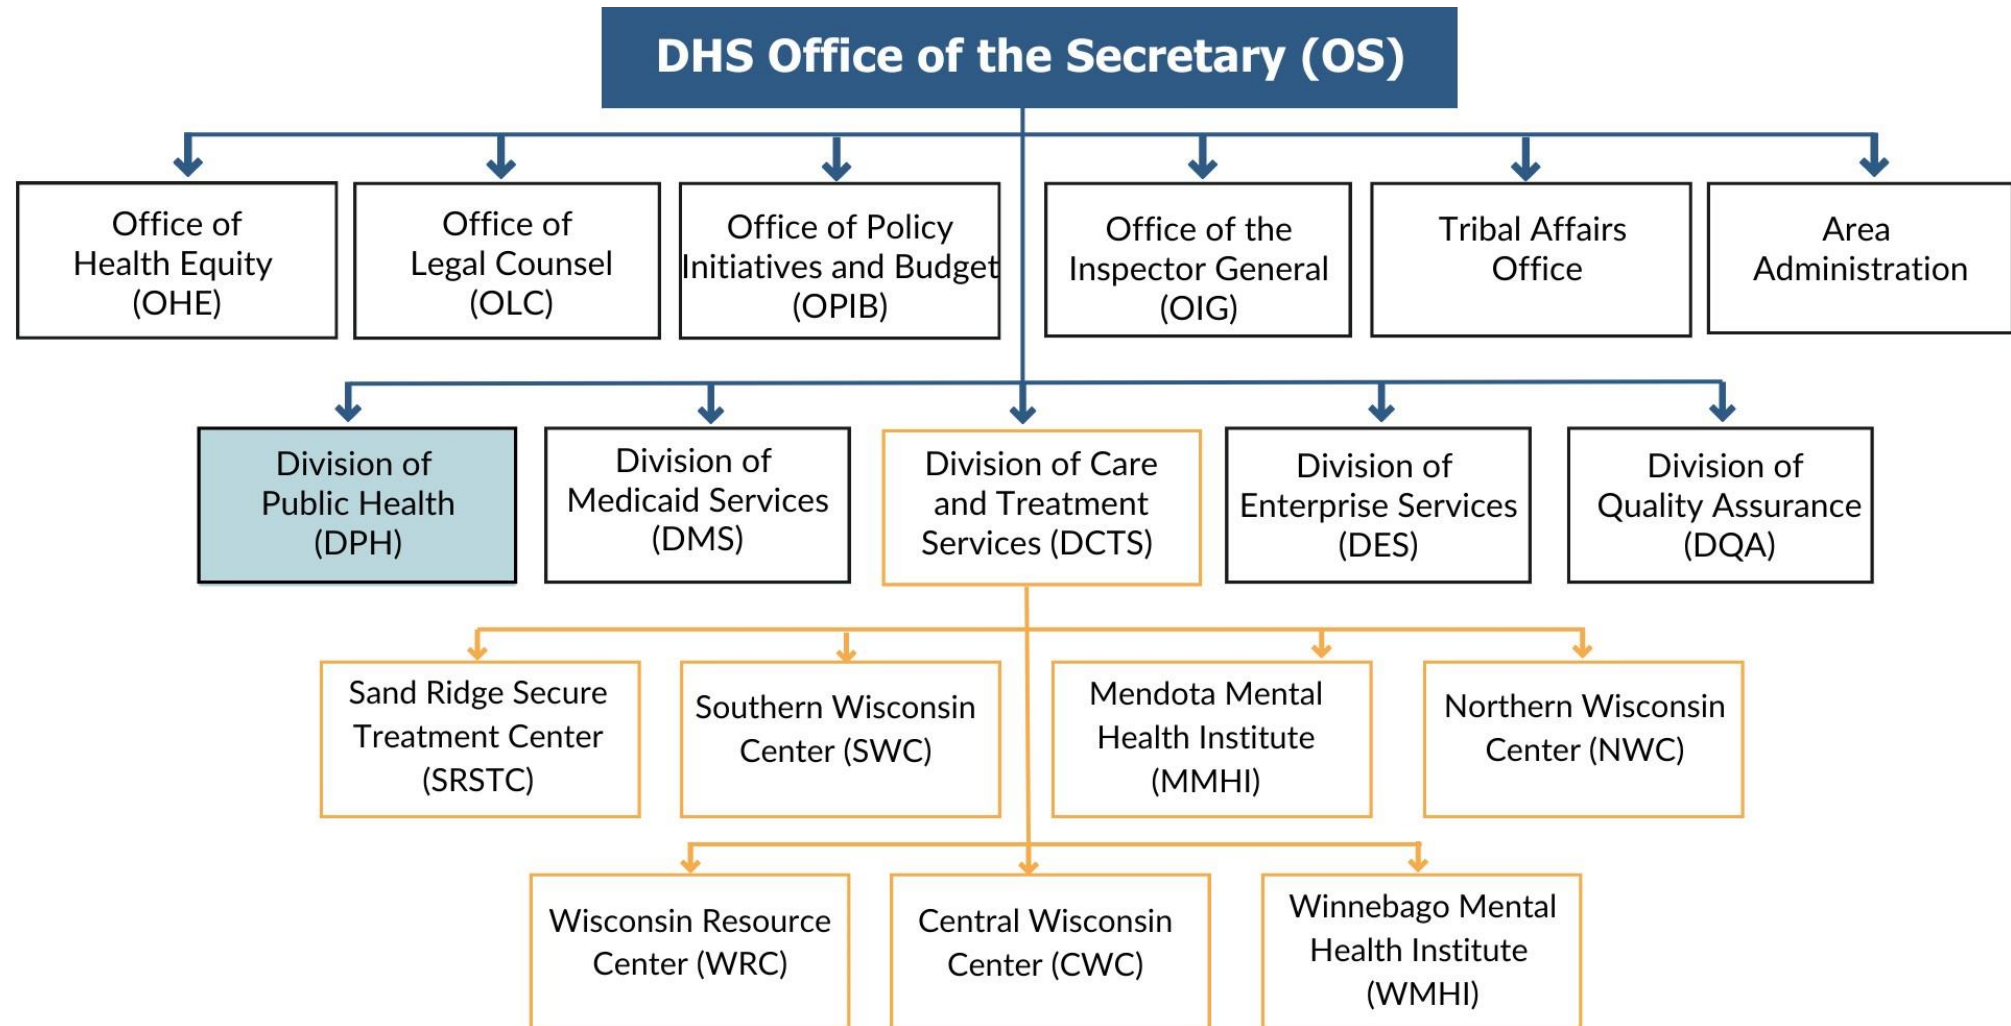 DHS Office of the Secretary (OS)
Office of
Health Equity
(OHE)
Office of
Legal Counsel
(OLC)
Office of Policy
Initiatives and Budget
(OPIB)
Office of the
Inspector General
(OIG)
Tribal Affairs
Office
Area
Administration
Division of
Public Health
(DPH)
Division of
Medicaid Services
(DMS)
Division of Care
and Treatment
Services (DCTS)
Division of
Enterprise Services
(DES)
Division of
Quality Assurance
(DQA)
Sand Ridge Secure
Treatment Center
(SRSTC)
Southern Wisconsin
Center (SWC)
Mendota Mental
Health Institute
(MMHI)
Northern Wisconsin
Center (NWC)
Wisconsin Resource
Center (WRC)
Central Wisconsin
Center (CWC)
Winnebago Mental
Health Institute
(WMHI)